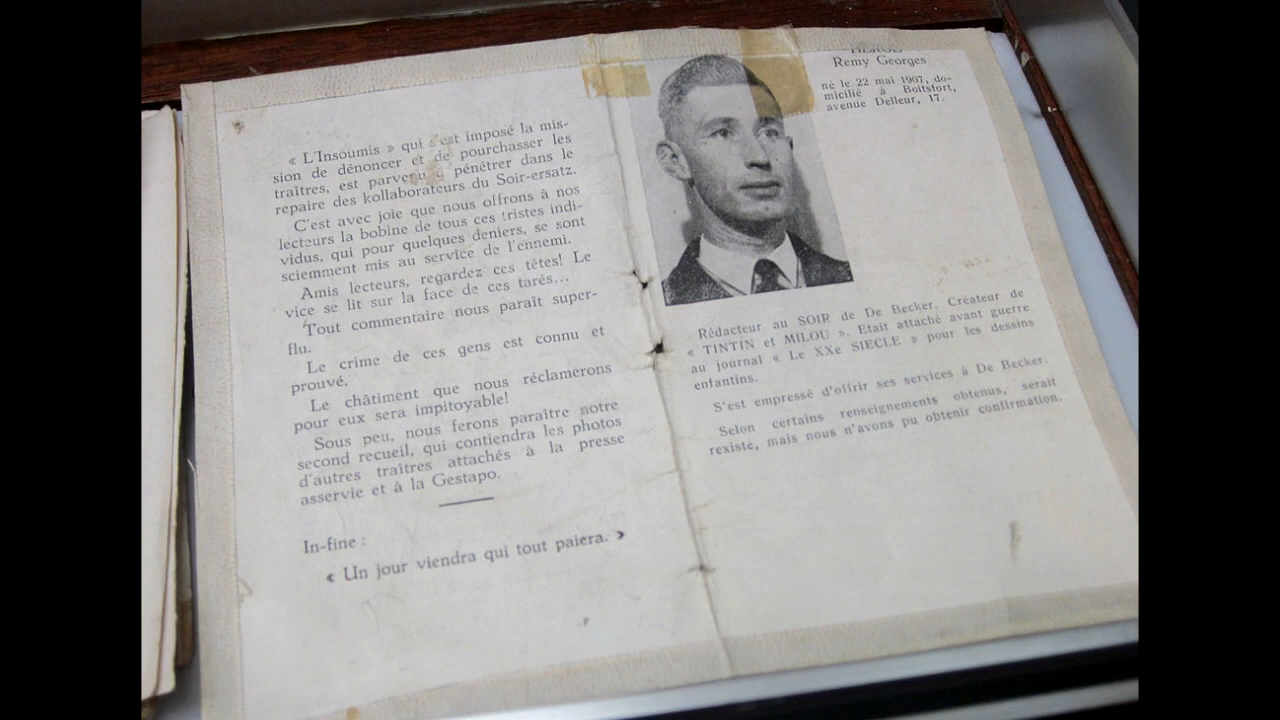 « L'Insoumis » qui s'est imposé la mis-
sion de dénoncer et de pourchasser les
traîtres, est parvenu à pénétrer dans le
repaire des kollaborateurs du Soir-ersatz.
C'est avec joie que nous offrons à nos
lecteurs la bobine de tous ces tristes indi-
vidus, qui pour quelques deniers, se sont
sciemment mis au service de l'ennemi.
Amis lecteurs, regardez ces têtes! Le
vice se lit sur la face de ces tarés...
Tout commentaire nous paraît super-
flu.
Le crime de ces gens est connu et
prouvé.
Le châtiment que nous réclamerons
pour eux sera impitoyable!
Sous peu, nous ferons paraître notre
second recueil, qui contiendra les photos
d'autres traîtres attachés à la presse
asservie et à la Gestapo.
In-fine :
« Un jour viendra qui tout paiera. »
HERGE
Remy Georges
né le 22 mai 1907, do-
micilié à Boitsfort,
avenue Delleur, 17.
Rédacteur au SOIR de De Becker. Créateur de
« TINTIN et MILOU ». Etait attaché avant guerre
au journal « Le XXe SIECLE » pour les dessins
enfantins.
S'est empressé d'offrir ses services à De Becker.
Selon certains renseignements obtenus, serait
rexiste, mais nous n'avons pu obtenir confirmation.